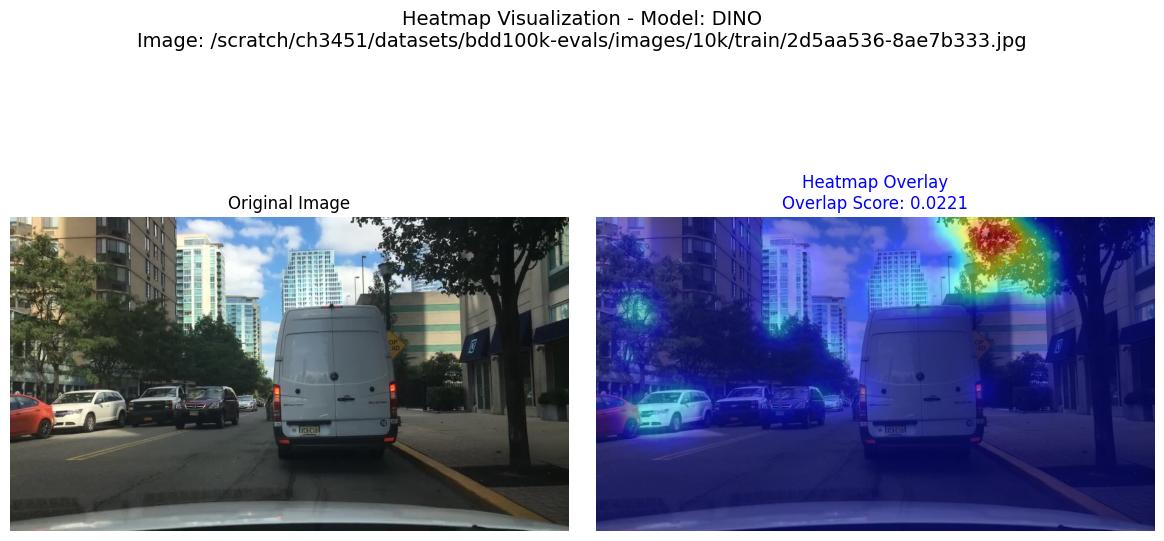 Heatmap Visualization - Model: DINO
Image: /scratch/ch3451/datasets/bdd100k-evals/images/10k/train/2d5aa536-8ae7b333.jpg
Original Image
Heatmap Overlay
Overlap Score: 0.0221